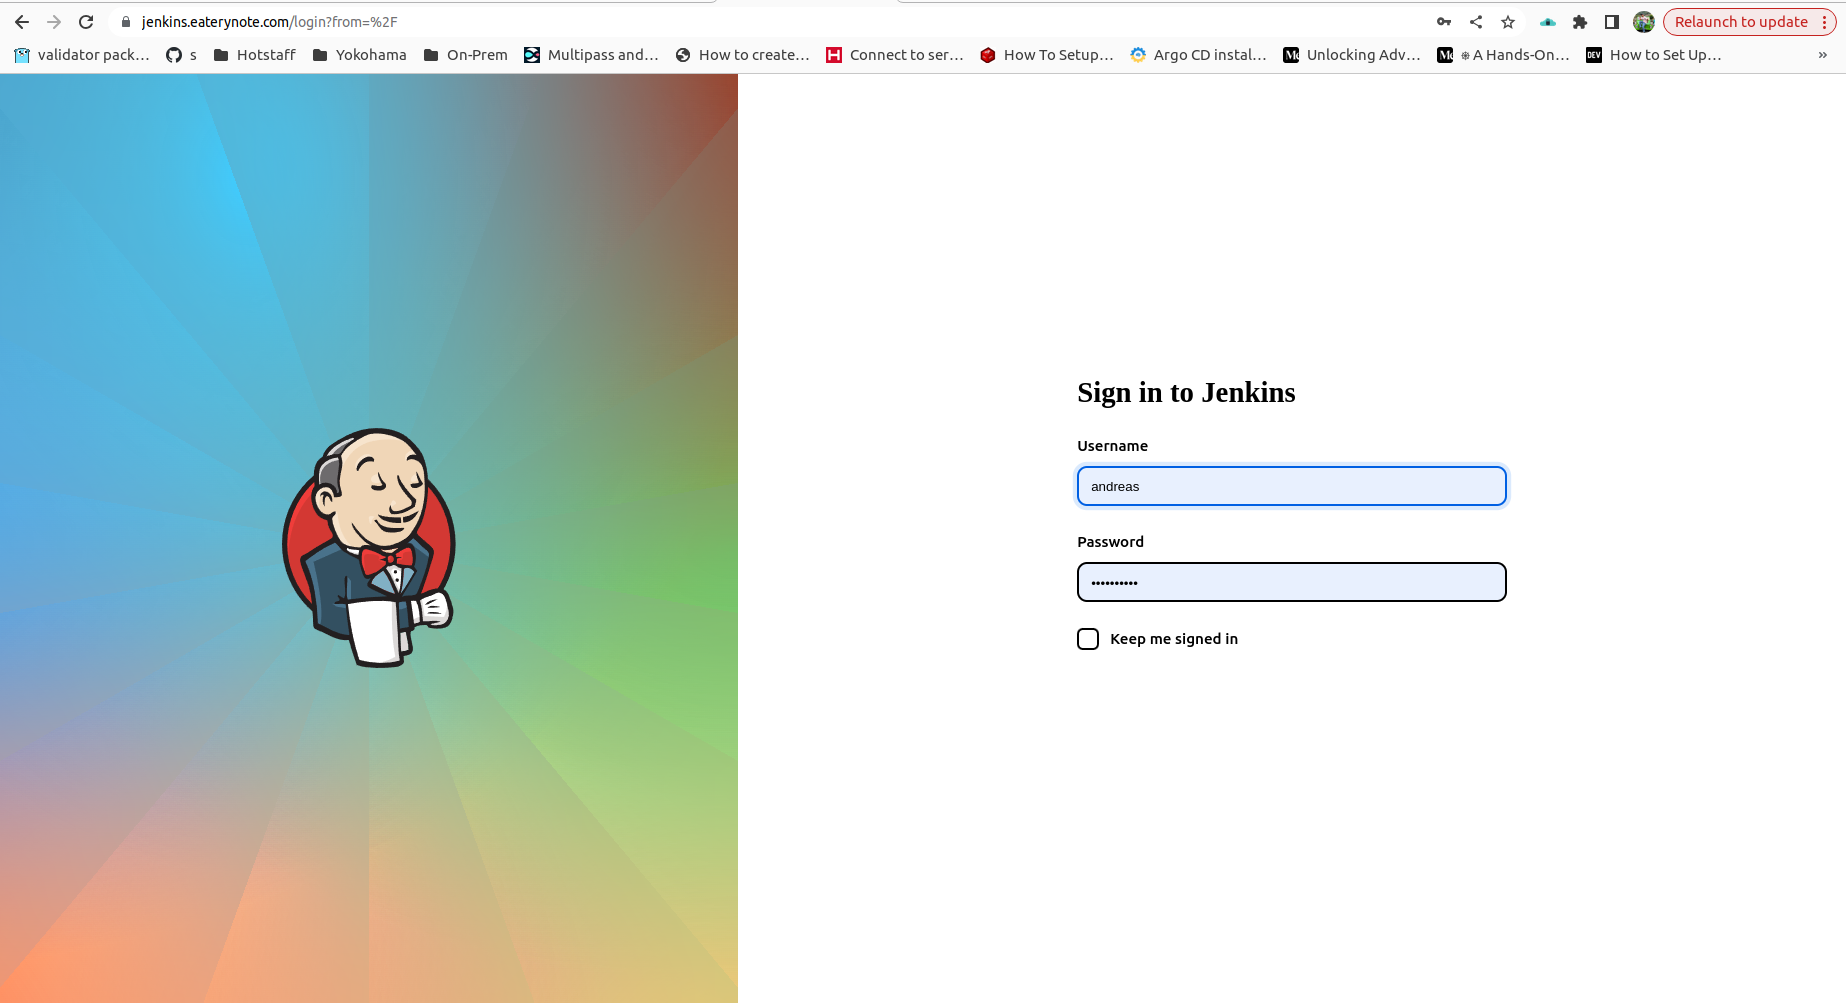 jenkins.eaterynote.com/login?from=%2F
Relaunch to update
validator pack…
s
Hotstaff
Yokohama
On-Prem
Multipass and…
How to create…
Connect to ser…
How To Setup…
Argo CD instal…
Unlocking Adv…
⎈ A Hands-On…
DEV
How to Set Up…
»
Sign in to Jenkins
Username
andreas
Password
••••••••••
Keep me signed in